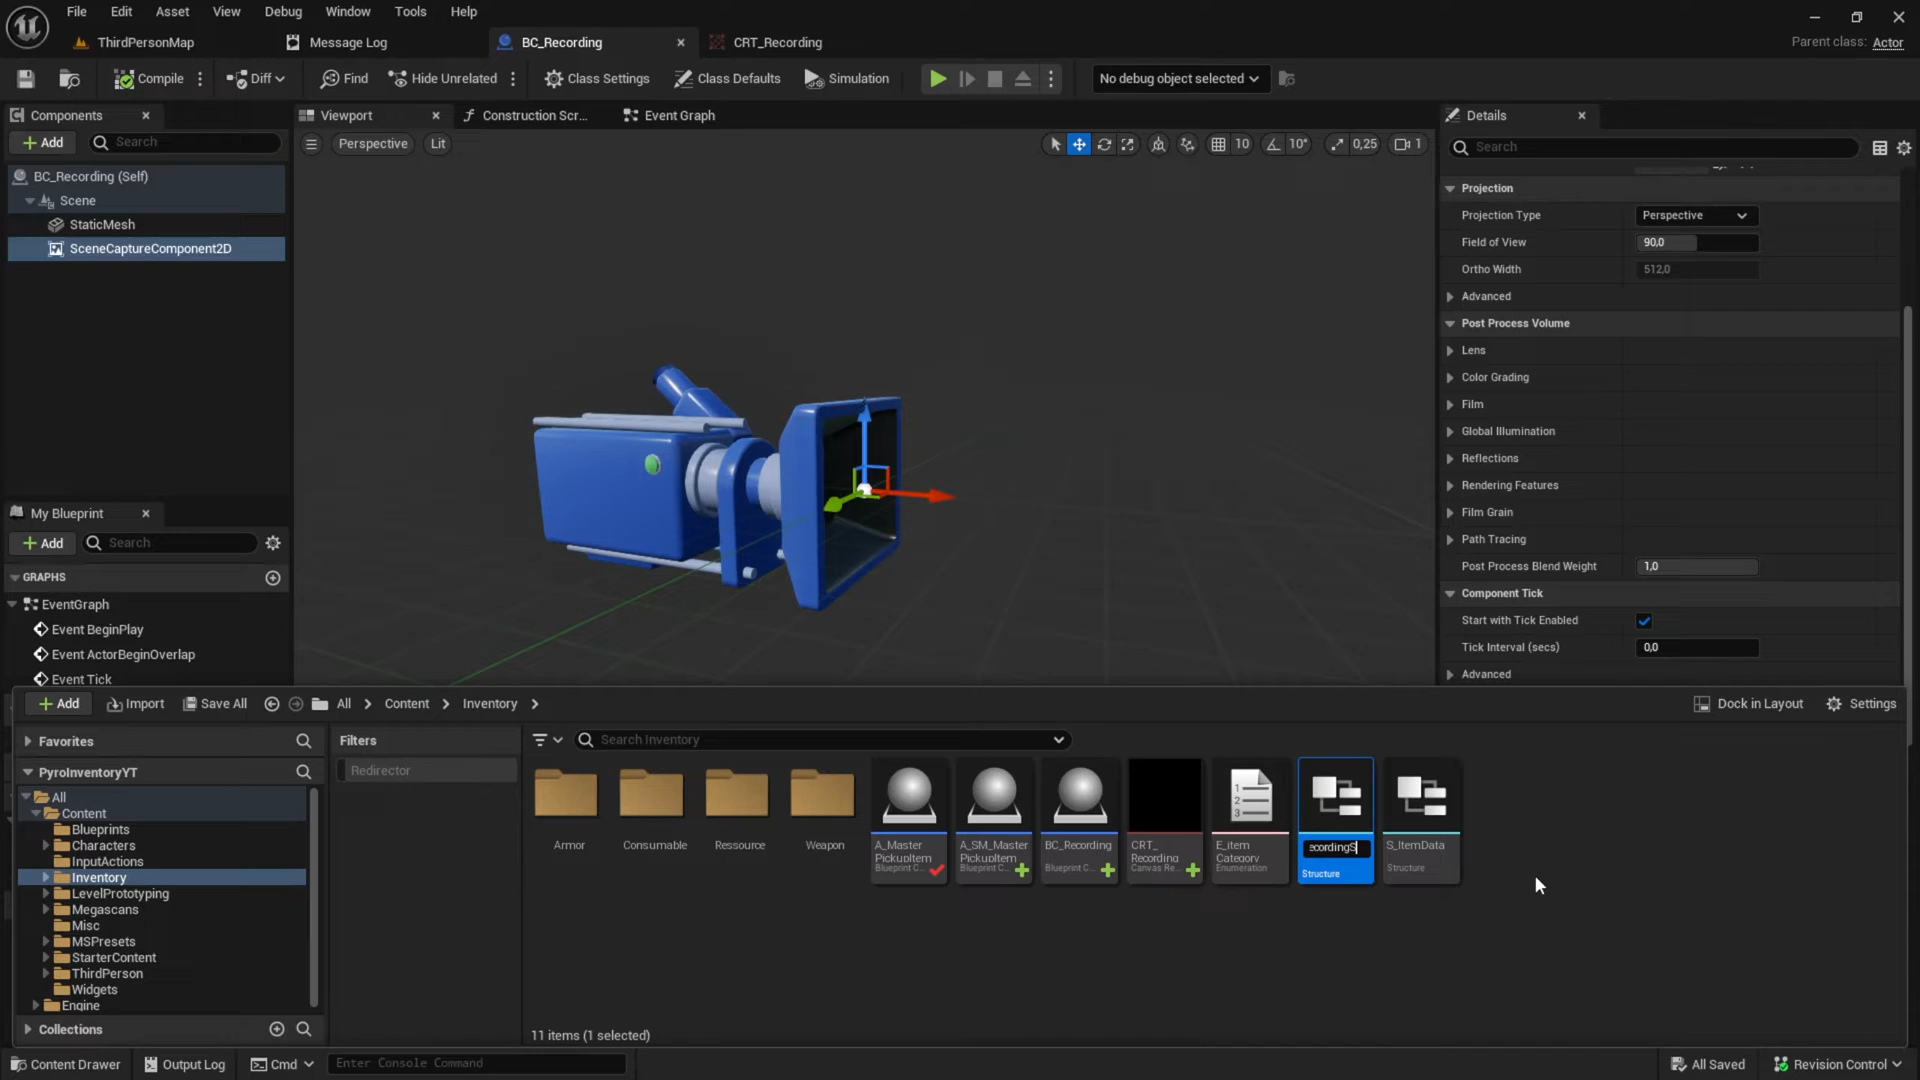 File Edit Asset View Debug Window Tools Help
ThirdPersonMap Message Log BC_Recording CRT_Recording
Parent class: Actor
Compile Diff Find Hide Unrelated Class Settings Class Defaults Simulation No debug object selected
Components
Add Search
BC_Recording (Self)
Scene
StaticMesh
SceneCaptureComponent2D
My Blueprint
Add Search
GRAPHS
EventGraph
Event BeginPlay
Event ActorBeginOverlap
Event Tick
Viewport Construction Scr... Event Graph
Perspective Lit 10 10° 0,25 1
Details
Search
Projection
Projection Type Perspective
Field of View 90,0
Ortho Width 512,0
Advanced
Post Process Volume
Lens
Color Grading
Film
Global Illumination
Reflections
Rendering Features
Film Grain
Path Tracing
Post Process Blend Weight 1,0
Component Tick
Start with Tick Enabled
Tick Interval (secs) 0,0
Advanced
Add Import Save All All Content Inventory Dock in Layout Settings
Favorites
PyroInventoryYT
All
Content
Blueprints
Characters
InputActions
Inventory
LevelPrototyping
Megascans
Misc
MSPresets
StarterContent
ThirdPerson
Widgets
Engine
Collections
Filters
Redirector
Search Inventory
Armor
Consumable
Ressource
Weapon
A_Master
PickupItem
Blueprint C...
A_SM_Master
PickupItem
Blueprint C...
BC_Recording
Blueprint C...
CRT_
Recording
Canvas Re...
E_item
Category
Enumeration
ecordingS
Structure
S_ItemData
Structure
11 items (1 selected)
Content Drawer Output Log Cmd Enter Console Command All Saved Revision Control